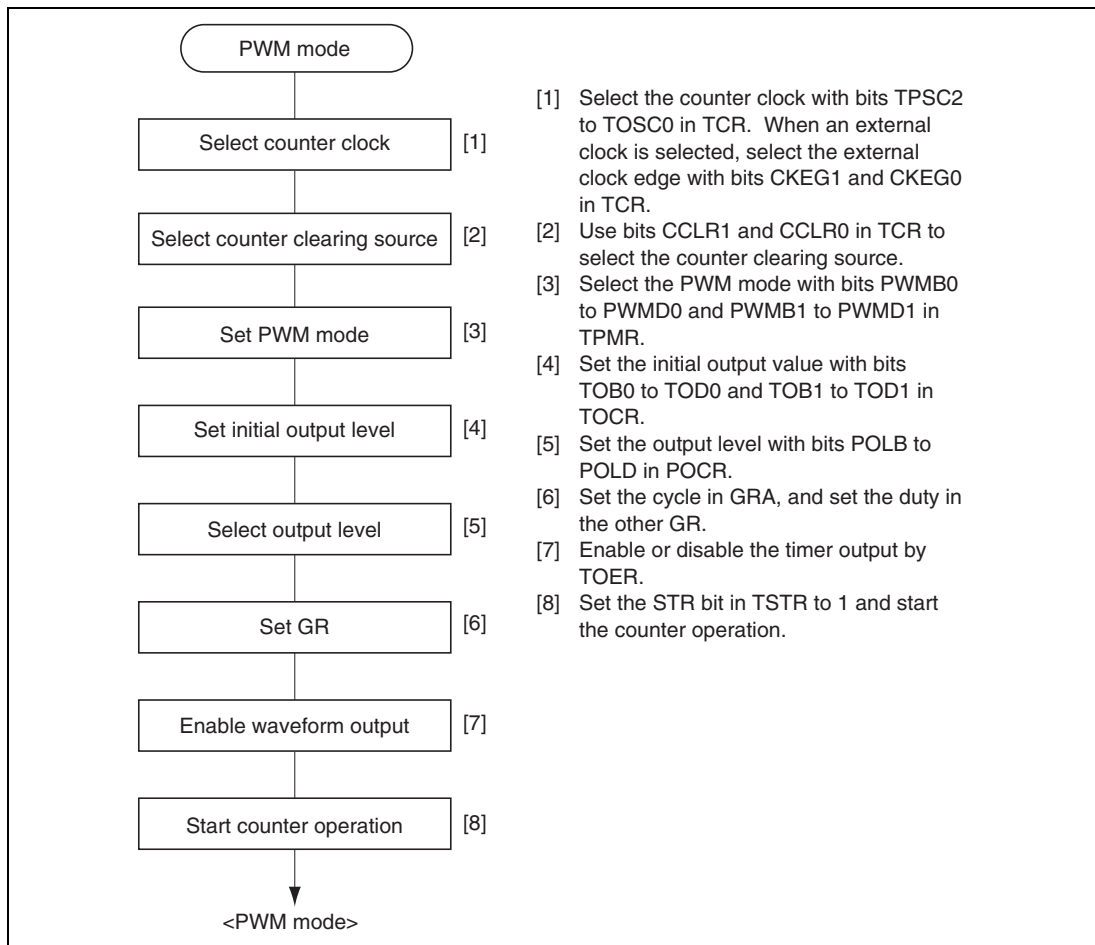 PWM mode
Select counter clock [1]
Select counter clearing source [2]
Set PWM mode [3]
Set initial output level [4]
Select output level [5]
Set GR [6]
Enable waveform output [7]
Start counter operation [8]
<PWM mode>
[1] Select the counter clock with bits TPSC2
to TOSC0 in TCR. When an external
clock is selected, select the external
clock edge with bits CKEG1 and CKEG0
in TCR.
[2] Use bits CCLR1 and CCLR0 in TCR to
select the counter clearing source.
[3] Select the PWM mode with bits PWMB0
to PWMD0 and PWMB1 to PWMD1 in
TPMR.
[4] Set the initial output value with bits
TOB0 to TOD0 and TOB1 to TOD1 in
TOCR.
[5] Set the output level with bits POLB to
POLD in POCR.
[6] Set the cycle in GRA, and set the duty in
the other GR.
[7] Enable or disable the timer output by
TOER.
[8] Set the STR bit in TSTR to 1 and start
the counter operation.